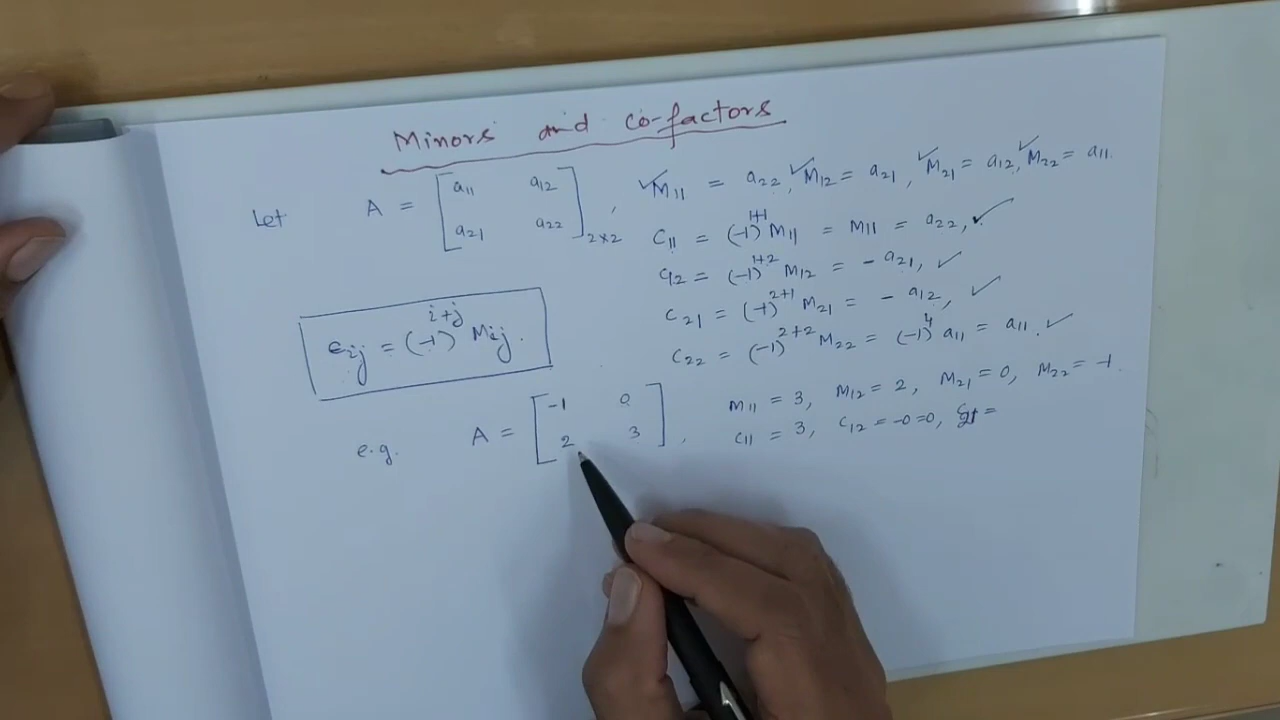 Minors and co-factors
Let A = [ a11 a12
a21 a22 ]2×2 , M11 = a22, M12 = a21, M21 = a12, M22 = a11.
C11 = (-1)^1+1 M11 = M11 = a22,
C12 = (-1)^1+2 M12 = - a21,
C21 = (-1)^2+1 M21 = - a12,
C22 = (-1)^2+2 M22 = (-1)^4 a11 = a11.
cij = (-1)^i+j Mij.
e.g. A = [ -1 0
2 3 ] , M11 = 3, M12 = 2, M21 = 0, M22 = -1.
C11 = 3, C12 = -0 = 0, =